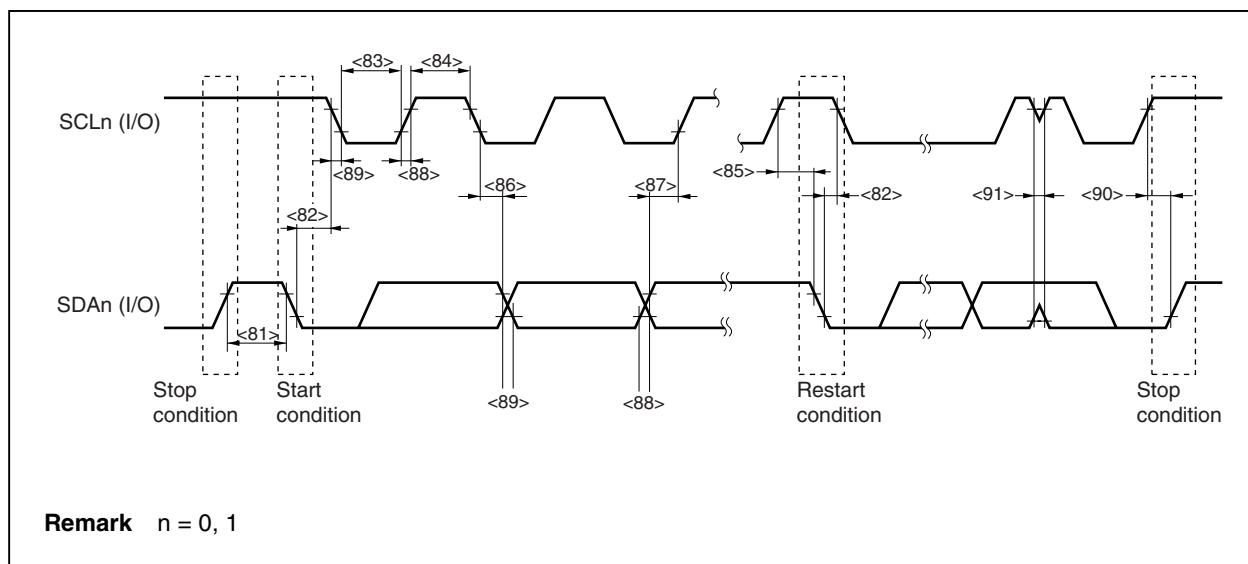 <83>
<84>
SCLn (I/O)
<89>
<88>
<86>
<87>
<85>
<82>
<82>
<91>
<90>
SDAn (I/O)
<81>
Stop
condition
Start
condition
<89>
<88>
Restart
condition
Stop
condition
Remark n = 0, 1